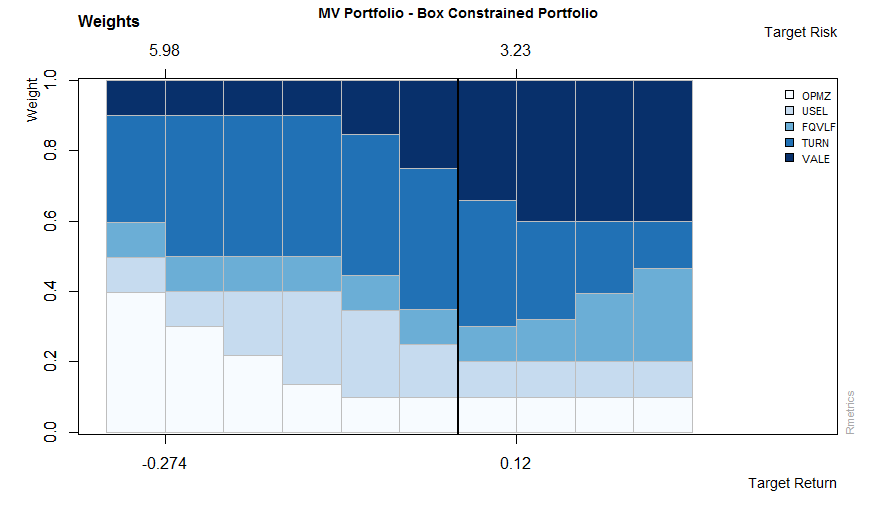 MV Portfolio - Box Constrained Portfolio
Weights
Target Risk
5.98 3.23
Weight
1.0
0.8
0.6
0.4
0.2
0.0
OPMZ
USEL
FQVLF
TURN
VALE
Rmetrics
-0.274 0.12
Target Return